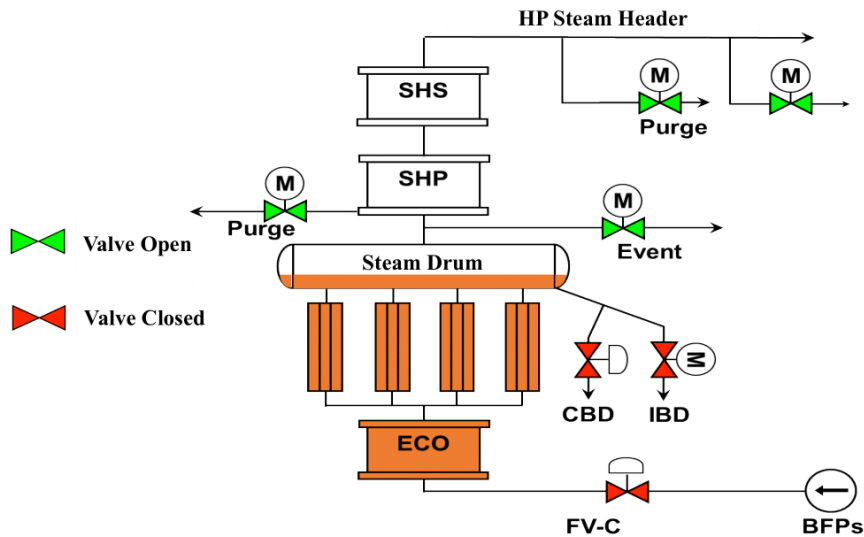 HP Steam Header
SHS
M
M
Purge
SHP
M
M
Purge
Event
Valve Open
Steam Drum
Valve Closed
M
CBD
IBD
ECO
FV-C
BFPs